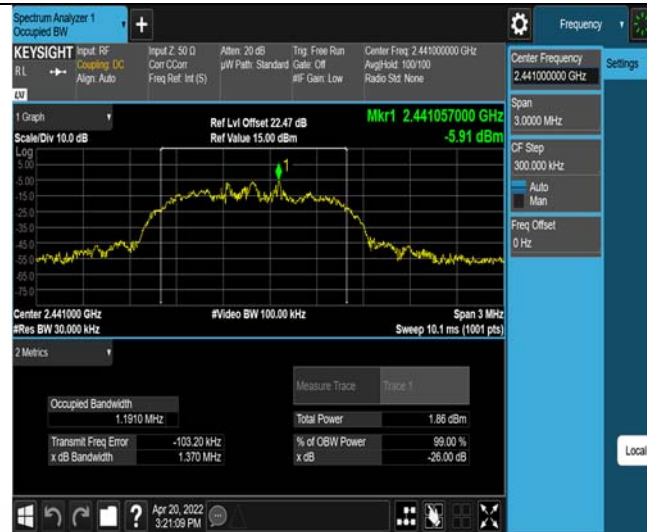 Spectrum Analyzer 1
Occupied BW
Frequency
KEYSIGHT
Input: RF
Input Z: 50 Ω
Atten: 20 dB
Trig: Free Run
Center Freq: 2.441000000 GHz
RL
Coupling: DC
Corr CCorr
µW Path: Standard
Gate: Off
Avg|Hold: 100/100
Align: Auto
Freq Ref: Int (S)
#IF Gain: Low
Radio Std: None
LXI
Center Frequency
2.441000000 GHz
Settings
Span
3.0000 MHz
CF Step
300.000 kHz
Auto
Man
Freq Offset
0 Hz
1 Graph
Ref Lvl Offset 22.47 dB
Mkr1 2.441057000 GHz
Scale/Div 10.0 dB
Ref Value 15.00 dBm
-5.91 dBm
Log
5.00
-5.00
-15.0
-25.0
-35.0
-45.0
-55.0
-65.0
-75.0
1
Center 2.441000 GHz
#Video BW 100.00 kHz
Span 3 MHz
#Res BW 30.000 kHz
Sweep 10.1 ms (1001 pts)
2 Metrics
Measure Trace
Trace 1
Occupied Bandwidth
1.1910 MHz
Total Power
1.86 dBm
Transmit Freq Error
-103.20 kHz
% of OBW Power
99.00 %
x dB Bandwidth
1.370 MHz
x dB
-26.00 dB
Local
?
Apr 20, 2022
3:21:09 PM